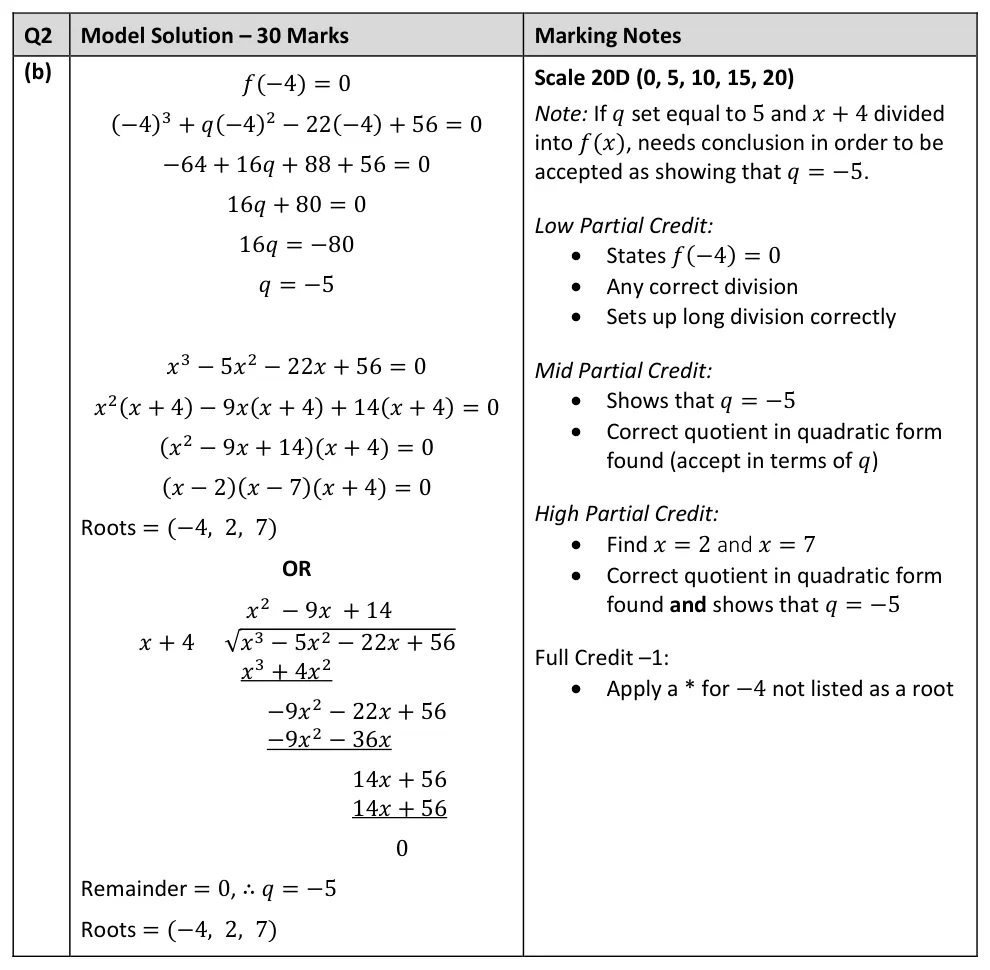 Q2 Model Solution – 30 Marks Marking Notes
(b)
f(−4) = 0
(−4)³ + q(−4)² − 22(−4) + 56 = 0
−64 + 16q + 88 + 56 = 0
16q + 80 = 0
16q = −80
q = −5
x³ − 5x² − 22x + 56 = 0
x²(x + 4) − 9x(x + 4) + 14(x + 4) = 0
(x² − 9x + 14)(x + 4) = 0
(x − 2)(x − 7)(x + 4) = 0
Roots = (−4, 2, 7)
OR
x² − 9x + 14
x + 4 √x³ − 5x² − 22x + 56
x³ + 4x²
−9x² − 22x + 56
−9x² − 36x
14x + 56
14x + 56
0
Remainder = 0, ∴ q = −5
Roots = (−4, 2, 7)
Scale 20D (0, 5, 10, 15, 20)
Note: If q set equal to 5 and x + 4 divided
into f(x), needs conclusion in order to be
accepted as showing that q = −5.
Low Partial Credit:
• States f(−4) = 0
• Any correct division
• Sets up long division correctly
Mid Partial Credit:
• Shows that q = −5
• Correct quotient in quadratic form
found (accept in terms of q)
High Partial Credit:
• Find x = 2 and x = 7
• Correct quotient in quadratic form
found and shows that q = −5
Full Credit –1:
• Apply a * for −4 not listed as a root